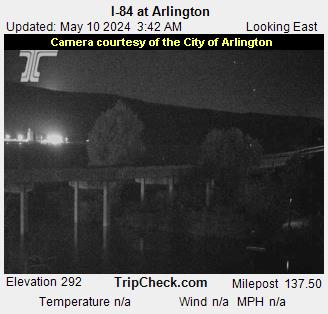 I-84 at Arlington
Updated: May 10 2024 3:42 AM Looking East
Camera courtesy of the City of Arlington
Elevation 292 TripCheck.com Milepost 137.50
Temperature n/a Wind n/a MPH n/a